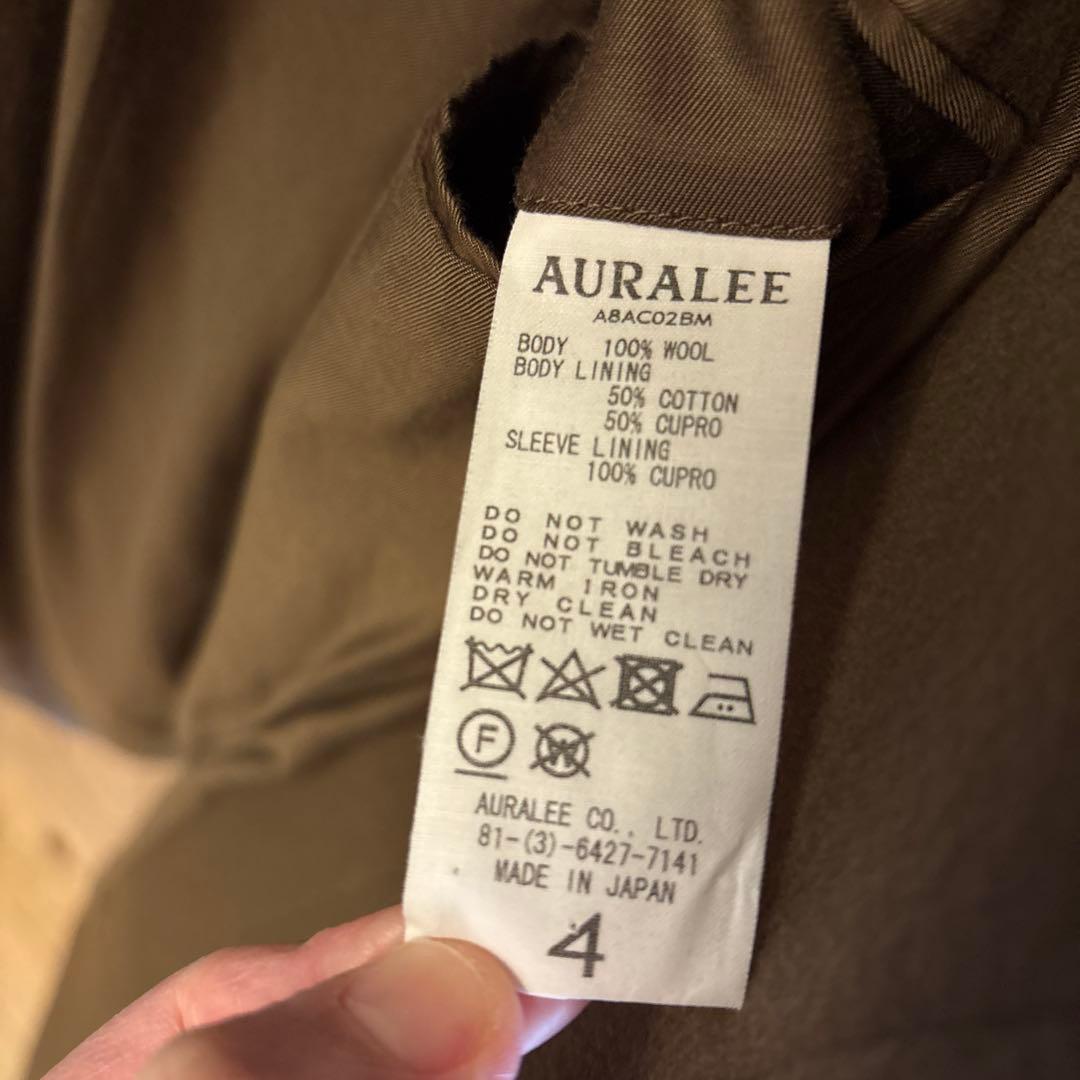 AURALEE
A8AC02BM
BODY 100% WOOL
BODY LINING
50% COTTON
50% CUPRO
SLEEVE LINING
100% CUPRO
DO NOT WASH
DO NOT BLEACH
DO NOT TUMBLE DRY
WARM IRON
DRY CLEAN
DO NOT WET CLEAN
F W
AURALEE CO., LTD.
81-(3)-6427-7141
MADE IN JAPAN
4